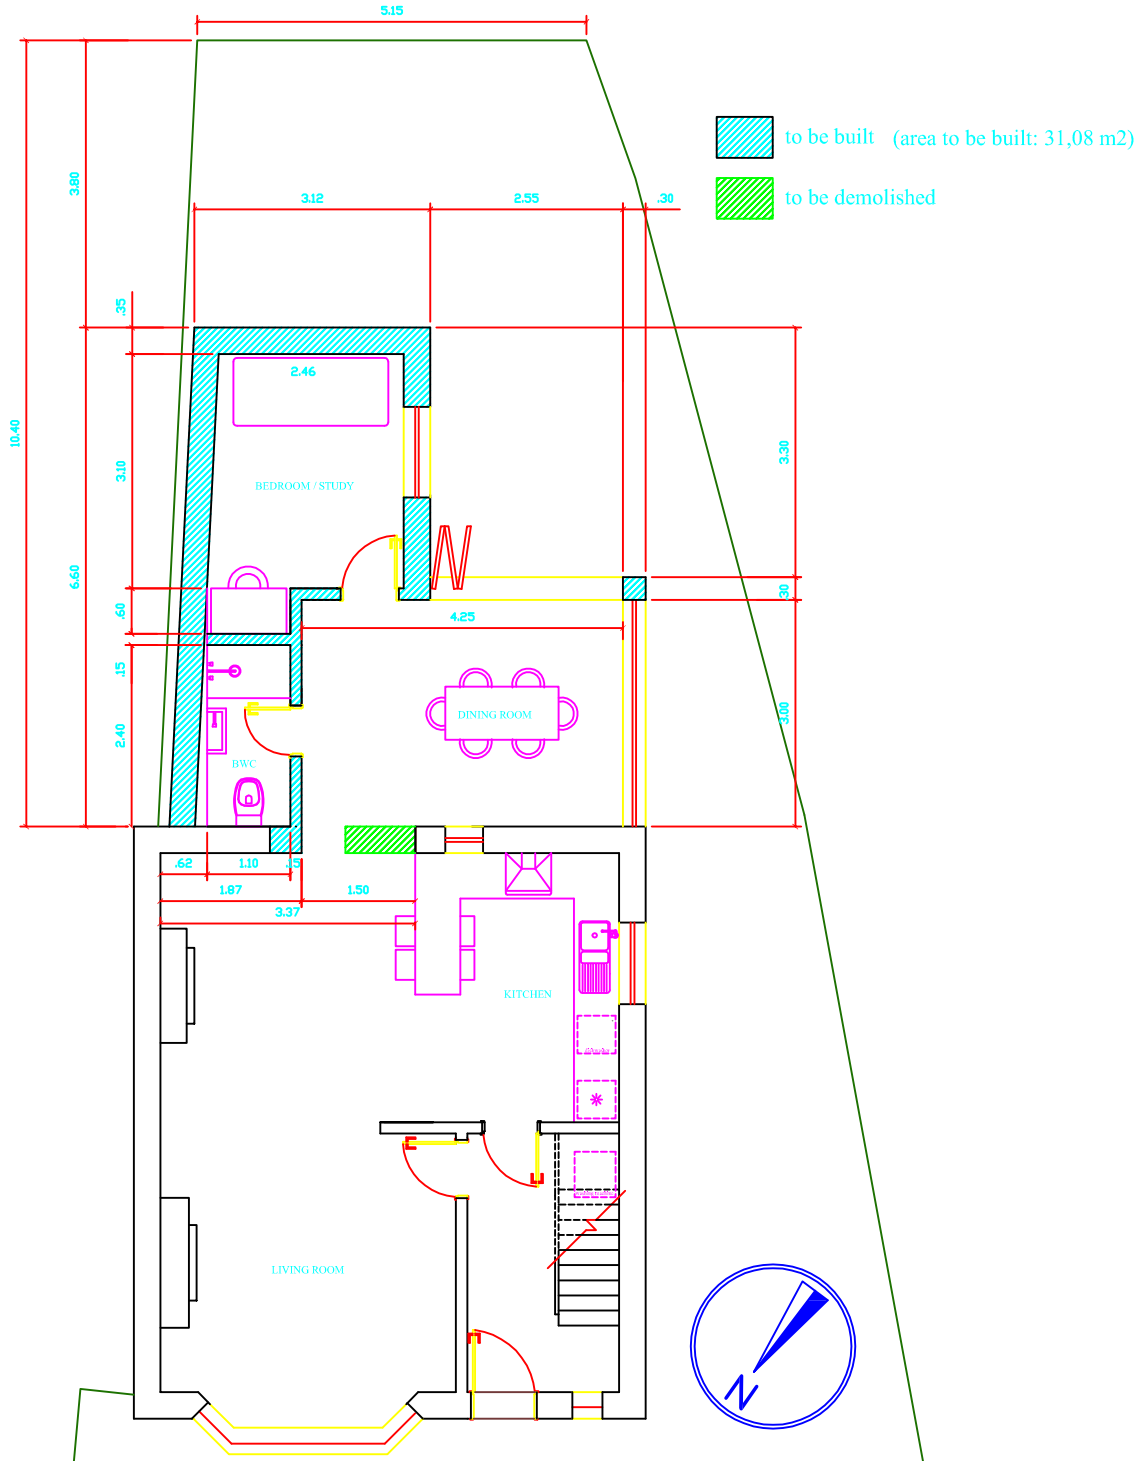 5.15
to be built (area to be built: 31,08 m2)
to be demolished
3.80
3.12
2.55
.30
.35
2.46
10.40
3.10
3.30
BEDROOM / STUDY
6.60
.60
.30
4.25
.15
DINING ROOM
3.00
2.40
BWC
.62
1.10
.15
1.87
1.50
3.37
KITCHEN
LIVING ROOM
N